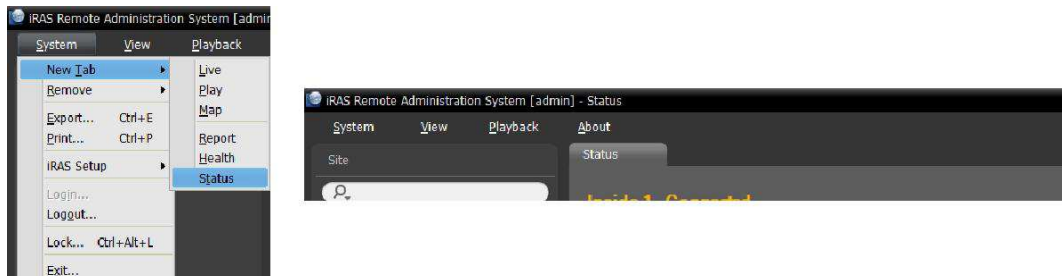 iRAS Remote Administration System [admin
System View Playback
New Tab
Remove
Export... Ctrl+E
Print... Ctrl+P
iRAS Setup
Login...
Logout...
Lock... Ctrl+Alt+L
Exit...
Live
Play
Map
Report
Health
Status
iRAS Remote Administration System [admin] - Status
System View Playback About
Site
Status